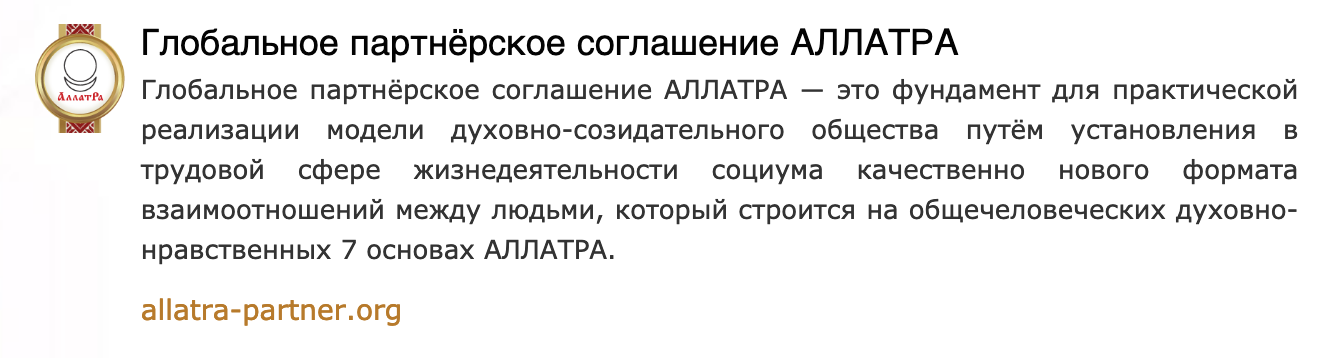 АллатРа
Глобальное партнёрское соглашение АЛЛАТРА
Глобальное партнёрское соглашение АЛЛАТРА — это фундамент для практической
реализации модели духовно-созидательного общества путём установления в
трудовой сфере жизнедеятельности социума качественно нового формата
взаимоотношений между людьми, который строится на общечеловеческих духовно-
нравственных 7 основах АЛЛАТРА.
allatra-partner.org